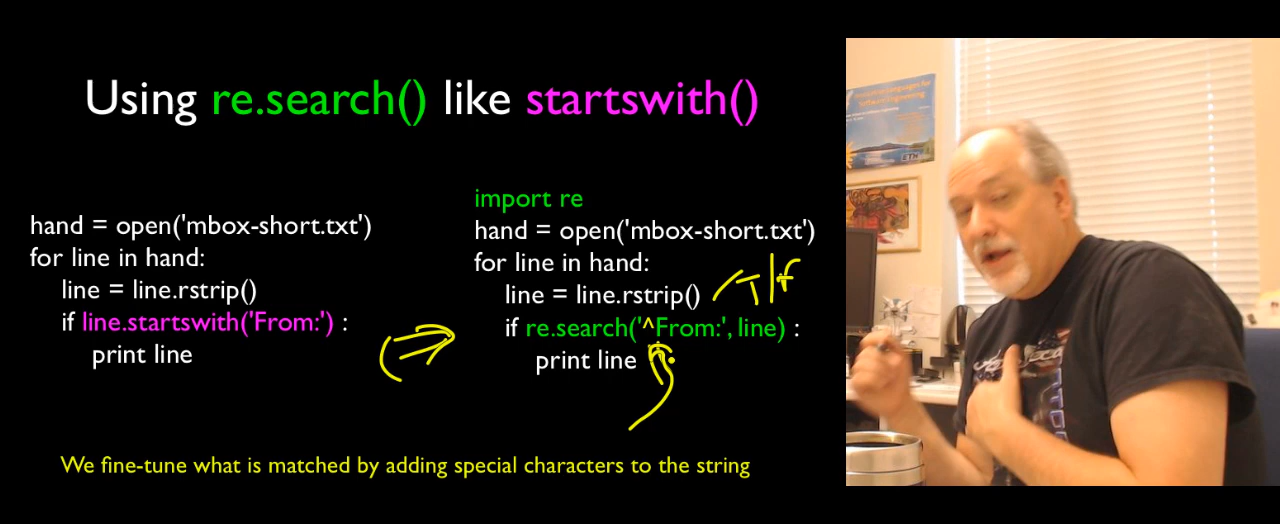 Using re.search() like startswith()
hand = open('mbox-short.txt')
for line in hand:
line = line.rstrip()
if line.startswith('From:') :
print line
import re
hand = open('mbox-short.txt')
for line in hand:
line = line.rstrip()
if re.search('^From:', line) :
print line
T/f
We fine-tune what is matched by adding special characters to the string
Software Engineering
ETH